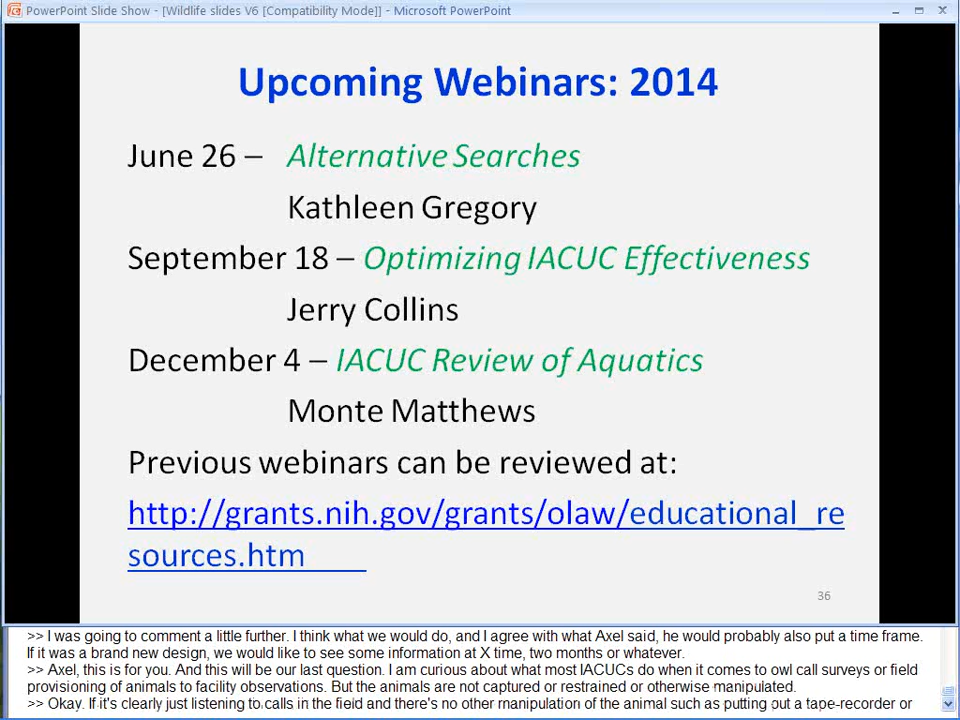 PowerPoint Slide Show - [Wildlife slides V6 [Compatibility Mode]] - Microsoft PowerPoint
Upcoming Webinars: 2014
June 26 – Alternative Searches
Kathleen Gregory
September 18 – Optimizing IACUC Effectiveness
Jerry Collins
December 4 – IACUC Review of Aquatics
Monte Matthews
Previous webinars can be reviewed at:
http://grants.nih.gov/grants/olaw/educational_re
sources.htm
36
>> I was going to comment a little further. I think what we would do, and I agree with what Axel said, he would probably also put a time frame.
If it was a brand new design, we would like to see some information at X time, two months or whatever.
>> Axel, this is for you. And this will be our last question. I am curious about what most IACUCs do when it comes to owl call surveys or field
provisioning of animals to facility observations. But the animals are not captured or restrained or otherwise manipulated.
>> Okay. If it's clearly just listening to calls in the field and there's no other manipulation of the animal such as putting out a tape-recorder or